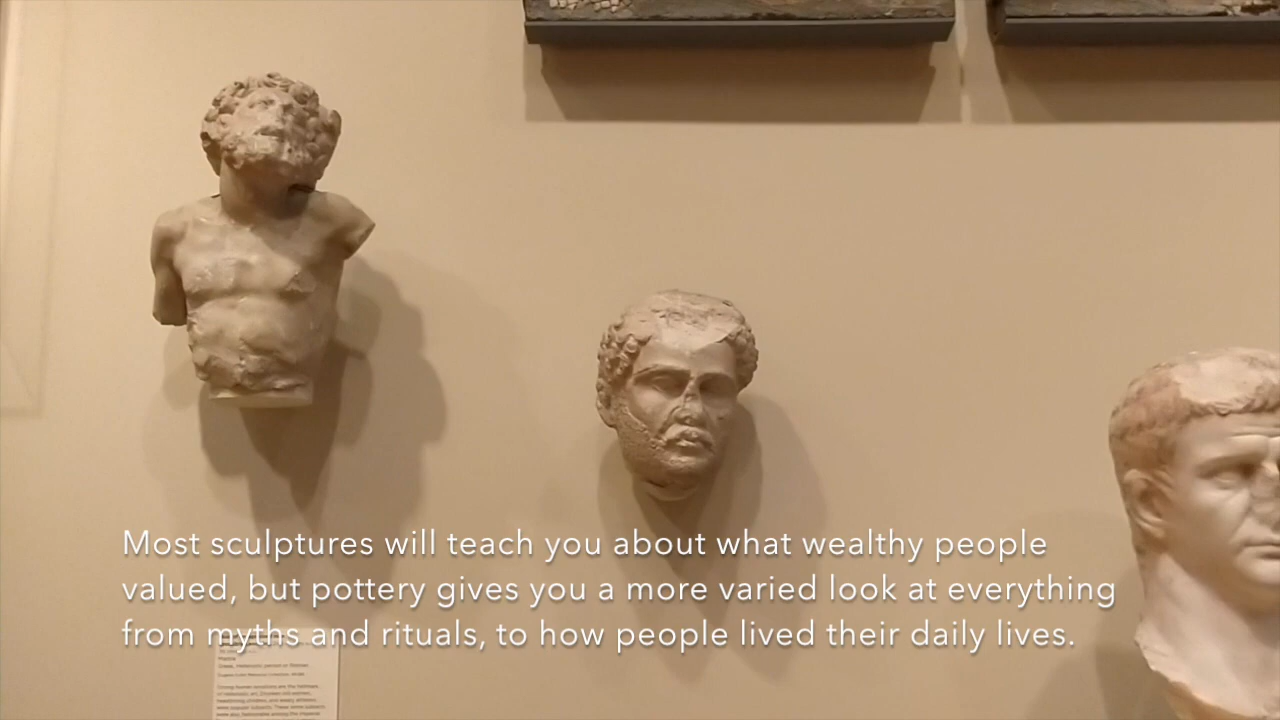 Most sculptures will teach you about what wealthy people
valued, but pottery gives you a more varied look at everything
from myths and rituals, to how people lived their daily lives.